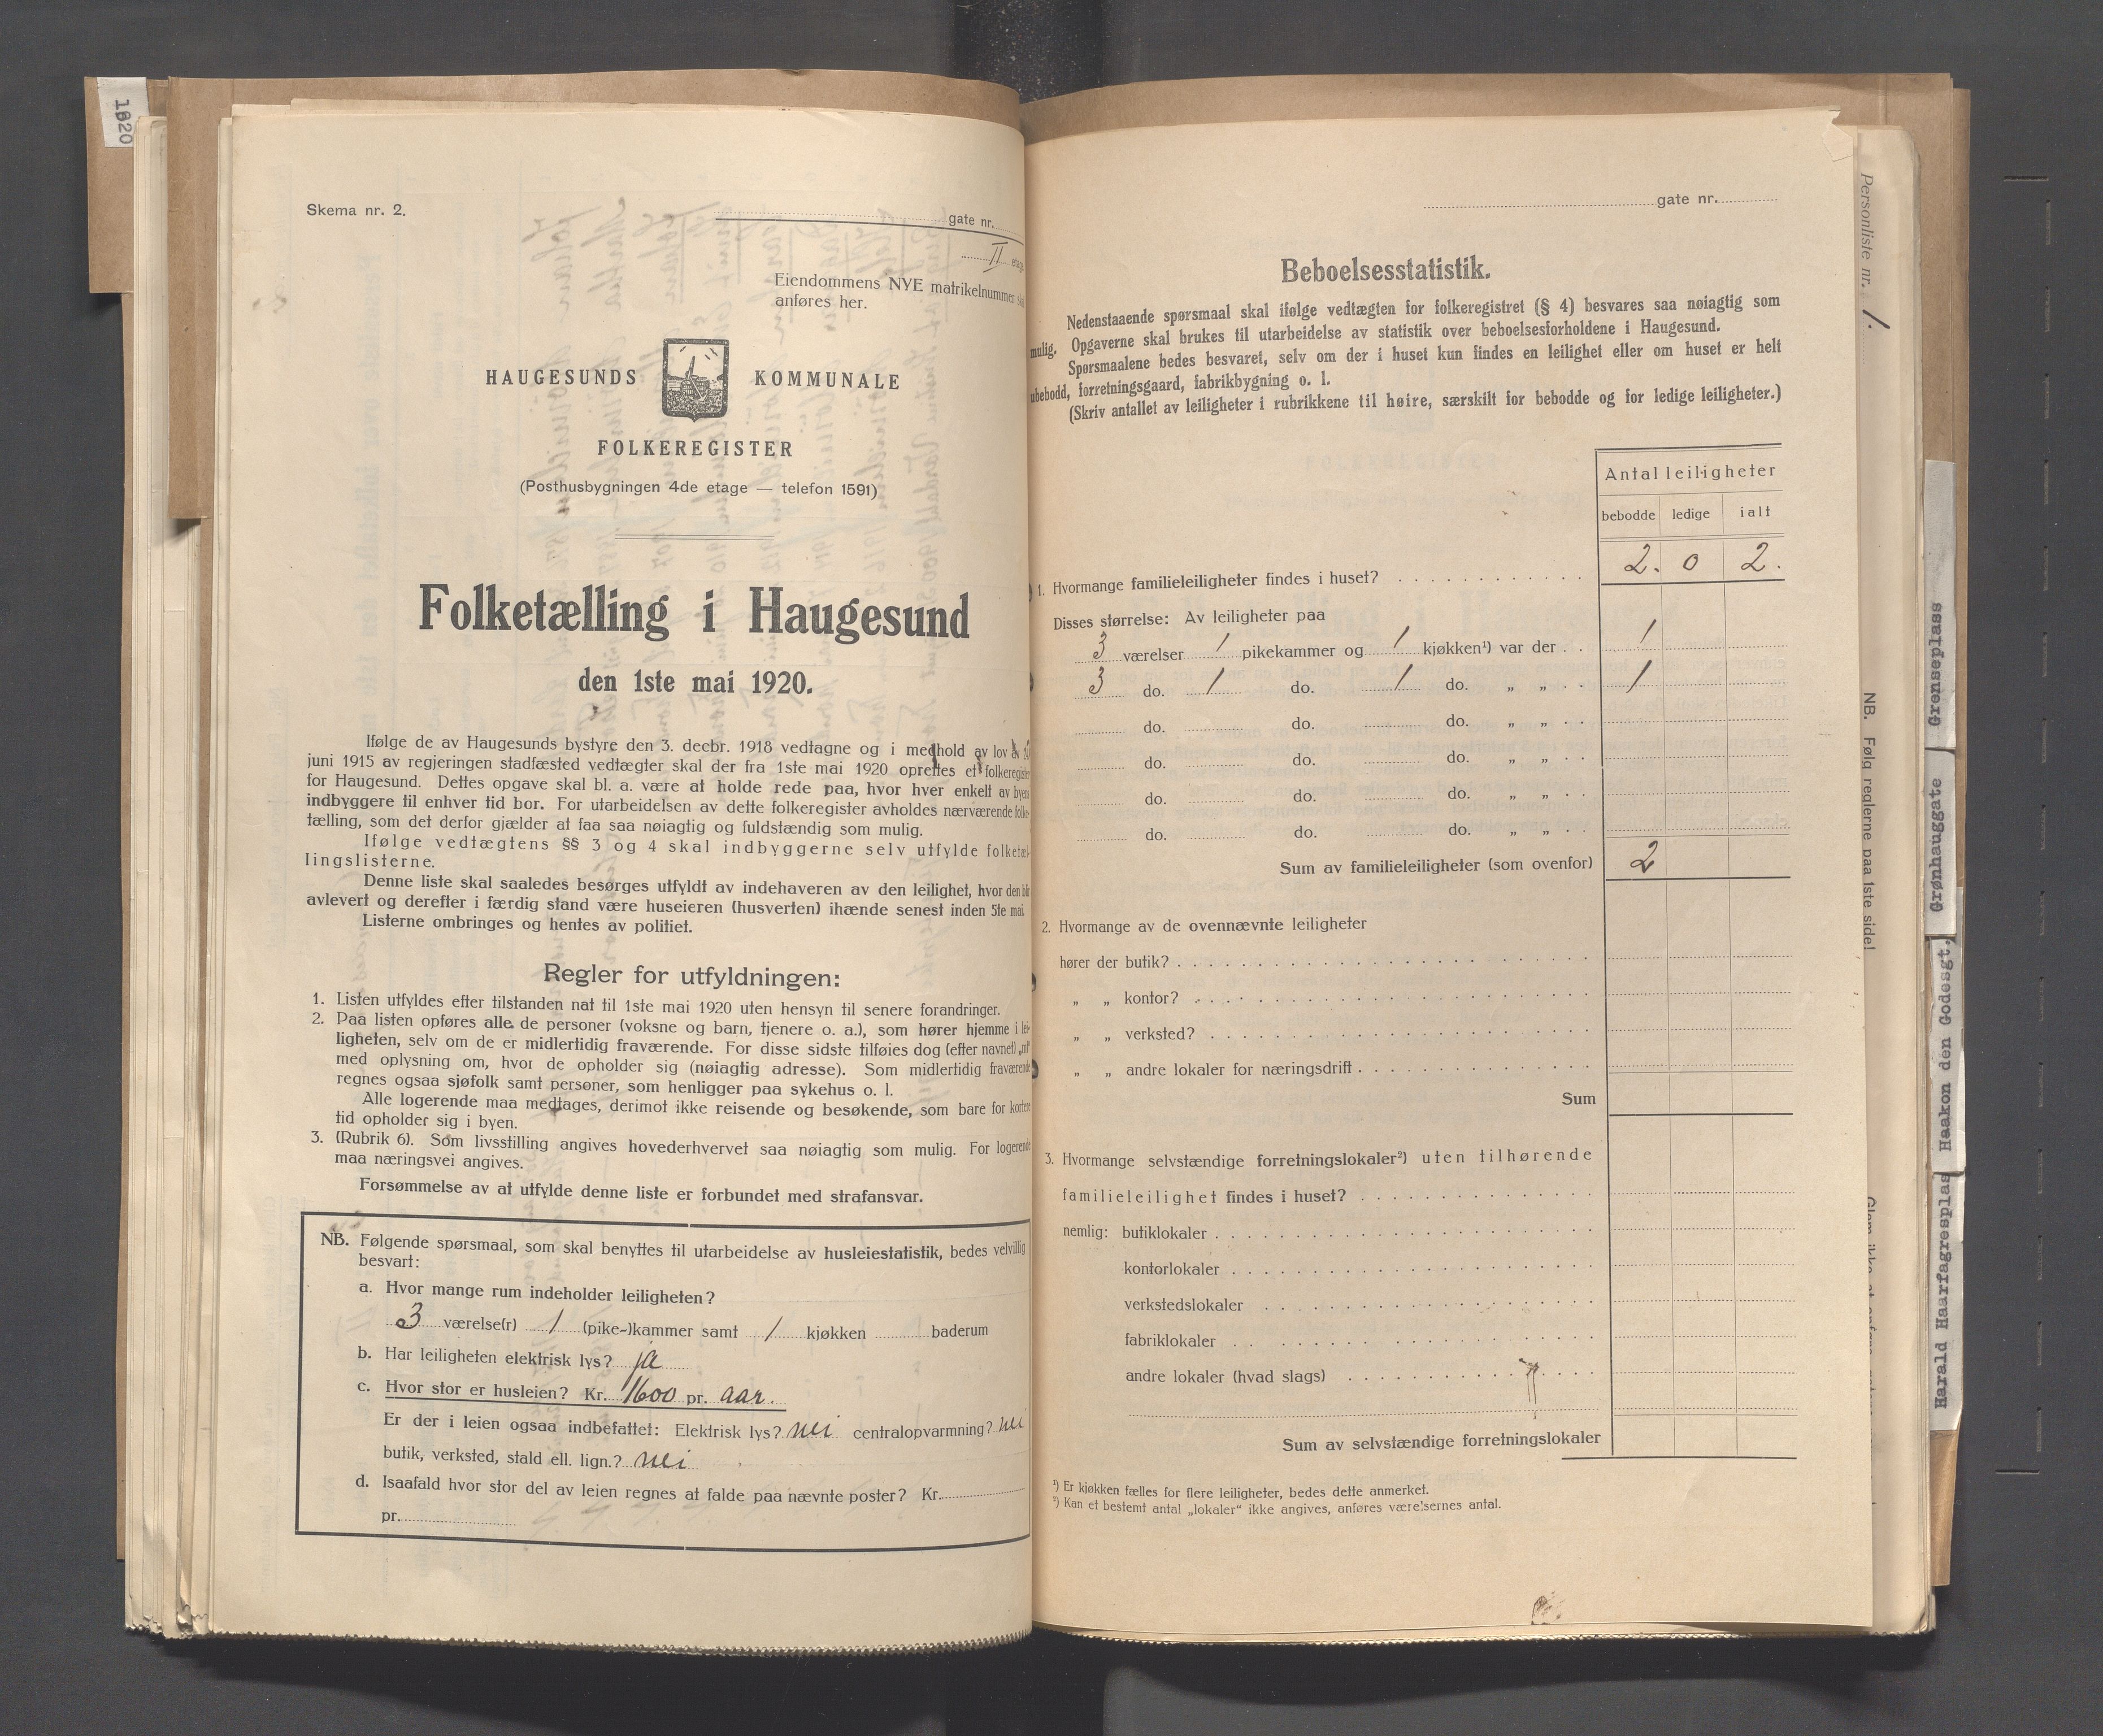 1920
Skema nr. 2.
gate nr.
II etage
Eiendommens NYE matrikelnummer
anføres her.
HAUGESUNDS KOMMUNALE
FOLKEREGISTER
(Posthusbygningen 4de etage — telefon 1591)
Folketælling i Haugesund
den 1ste mai 1920.
Ifølge de av Haugesunds bystyre den 3. decbr. 1918 vedtagne og i medhold av lov av
juni 1915 av regjeringen stadfæsted vedtægter skal der fra 1ste mai 1920 oprettes et folkeregister
for Haugesund. Dettes opgave skal bl. a. være at holde rede paa, hvor hver enkelt av byens
indbyggere til enhver tid bor. For utarbeidelsen av dette folkeregister avholdes nærværende folke-
tælling, som det derfor gjælder at faa saa nøiagtig og fuldstændig som mulig.
Ifølge vedtægtens §§ 3 og 4 skal indbyggerne selv utfylde folketæl-
lingslisterne.
Denne liste skal saaledes besørges utfyldt av indehaveren av den leilighet, hvor den blir
avlevert og derefter i færdig stand være huseieren (husverten) ihænde senest inden 5te mai.
Listerne ombringes og hentes av politiet.
Regler for utfyldningen:
1. Listen utfyldes efter tilstanden nat til 1ste mai 1920 uten hensyn til senere forandringer.
2. Paa listen opføres alle de personer (voksne og barn, tjenere o. a.), som hører hjemme i lei-
ligheten, selv om de er midlertidig fraværende. For disse sidste tilføies dog (efter navnet) „mf“
med oplysning om, hvor de opholder sig (nøiagtig adresse). Som midlertidig fraværende
regnes ogsaa sjøfolk samt personer, som henligger paa sykehus o. l.
Alle logerende maa medtages, derimot ikke reisende og besøkende, som bare for kortere
tid opholder sig i byen.
3. (Rubrik 6). Som livsstilling angives hovederhvervet saa nøiagtig som mulig. For logerende
maa næringsvei angives.
Forsømmelse av at utfylde denne liste er forbundet med strafansvar.
NB. Følgende spørsmaal, som skal benyttes til utarbeidelse av husleiestatistik, bedes velvillig
besvart:
a. Hvor mange rum indeholder leiligheten?
3 værelse(r) 1 (pike-)kammer samt 1 kjøkken baderum
b. Har leiligheten elektrisk lys? ja
c. Hvor stor er husleien? Kr. 1600 pr. aar.
Er der i leien ogsaa indbefattet: Elektrisk lys? nei centralopvarmning? nei
butik, verksted, stald ell. lign.? nei
d. Isaafald hvor stor del av leien regnes at falde paa nævnte poster? Kr.
pr.
gate nr.
Beboelsesstatistik.
Nedenstaaende spørsmaal skal ifølge vedtægten for folkeregistret (§ 4) besvares saa nøiagtig som
mulig. Opgaverne skal brukes til utarbeidelse av statistik over beboelsesforholdene i Haugesund.
Spørsmaalene bedes besvaret, selv om der i huset kun findes en leilighet eller om huset er helt
ubebodd, forretningsgaard, fabrikbygning o. l.
(Skriv antallet av leiligheter i rubrikkene til høire, særskilt for bebodde og for ledige leiligheter.)
Antal leiligheter
bebodde ledige ialt
1. Hvormange familieleiligheter findes i huset? 2. 0 2.
Disses størrelse: Av leiligheter paa
3 værelser 1 pikekammer og 1 kjøkken¹) var der 1
3 do. 1 do. 1 do. „ „ 1
do. do. do. „ „
do. do. do. „ „
do. do. do. „ „
do. do. do. „ „
Sum av familieleiligheter (som ovenfor) 2
2. Hvormange av de ovennævnte leiligheter
hører der butik?
„ „ kontor?
„ „ verksted?
„ „ andre lokaler for næringsdrift
Sum
3. Hvormange selvstændige forretningslokaler²) uten tilhørende
familieleilighet findes i huset?
nemlig: butiklokaler
kontorlokaler
verkstedslokaler
fabriklokaler
andre lokaler (hvad slags)
Sum av selvstændige forretningslokaler
¹) Er kjøkken fælles for flere leiligheter, bedes dette anmerket.
²) Kan et bestemt antal „lokaler“ ikke angives, anføres værelsernes antal.
Personliste nr. 1.
NB. Følg reglerne paa 1ste side!
Grenseplass
Grønhauggate
Haakon den Godesgt,
Harald Haarfagresplas